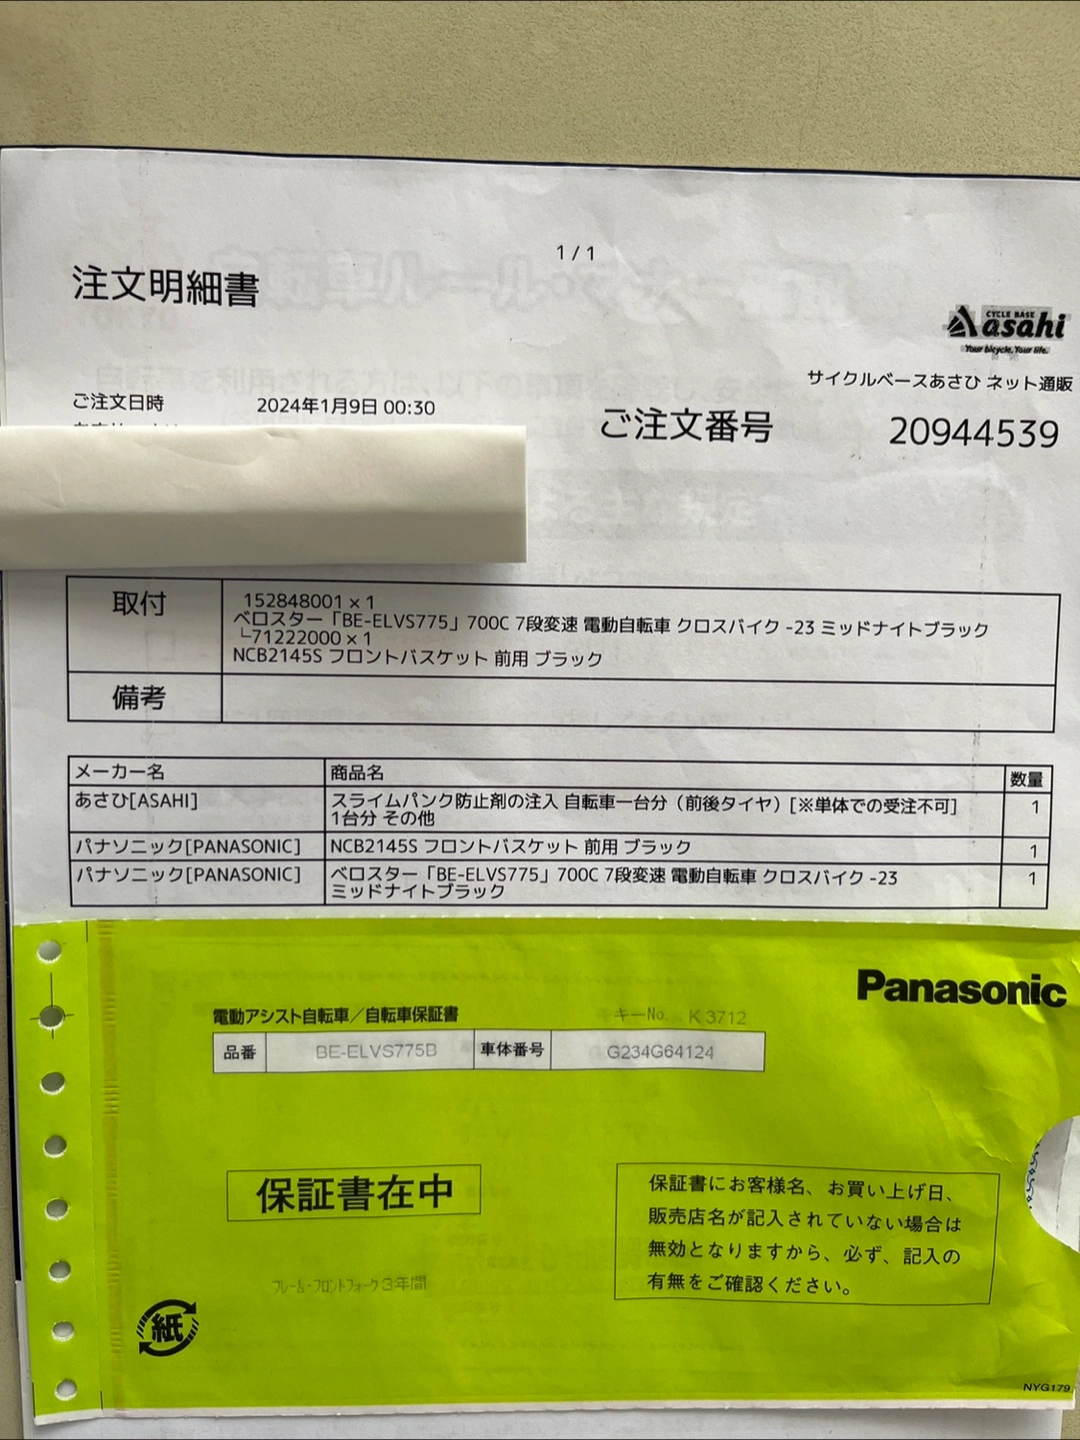 1 / 1
注文明細書
CYCLE BASE
asahi
Your bicycle, Your life.
サイクルベースあさひ ネット通販
ご注文日時 2024年1月9日 00:30
ご注文番号 20944539
取付 152848001 × 1
ベロスター「BE-ELVS775」700C 7段変速 電動自転車 クロスバイク -23 ミッドナイトブラック
└71222000 × 1
NCB2145S フロントバスケット 前用 ブラック
備考
メーカー名 商品名 数量
あさひ[ASAHI] スライムパンク防止剤の注入 自転車一台分（前後タイヤ）[※単体での受注不可] 1
1台分 その他
パナソニック[PANASONIC] NCB2145S フロントバスケット 前用 ブラック 1
パナソニック[PANASONIC] ベロスター「BE-ELVS775」700C 7段変速 電動自転車 クロスバイク -23 1
ミッドナイトブラック
Panasonic
電動アシスト自転車／自転車保証書 キーNo. K3712
品番 BE-ELVS775B 車体番号 G234G64124
保証書在中
保証書にお客様名、お買い上げ日、
販売店名が記入されていない場合は
無効となりますから、必ず、記入の
有無をご確認ください。
フレーム・フロントフォーク3年間
紙
NYG179